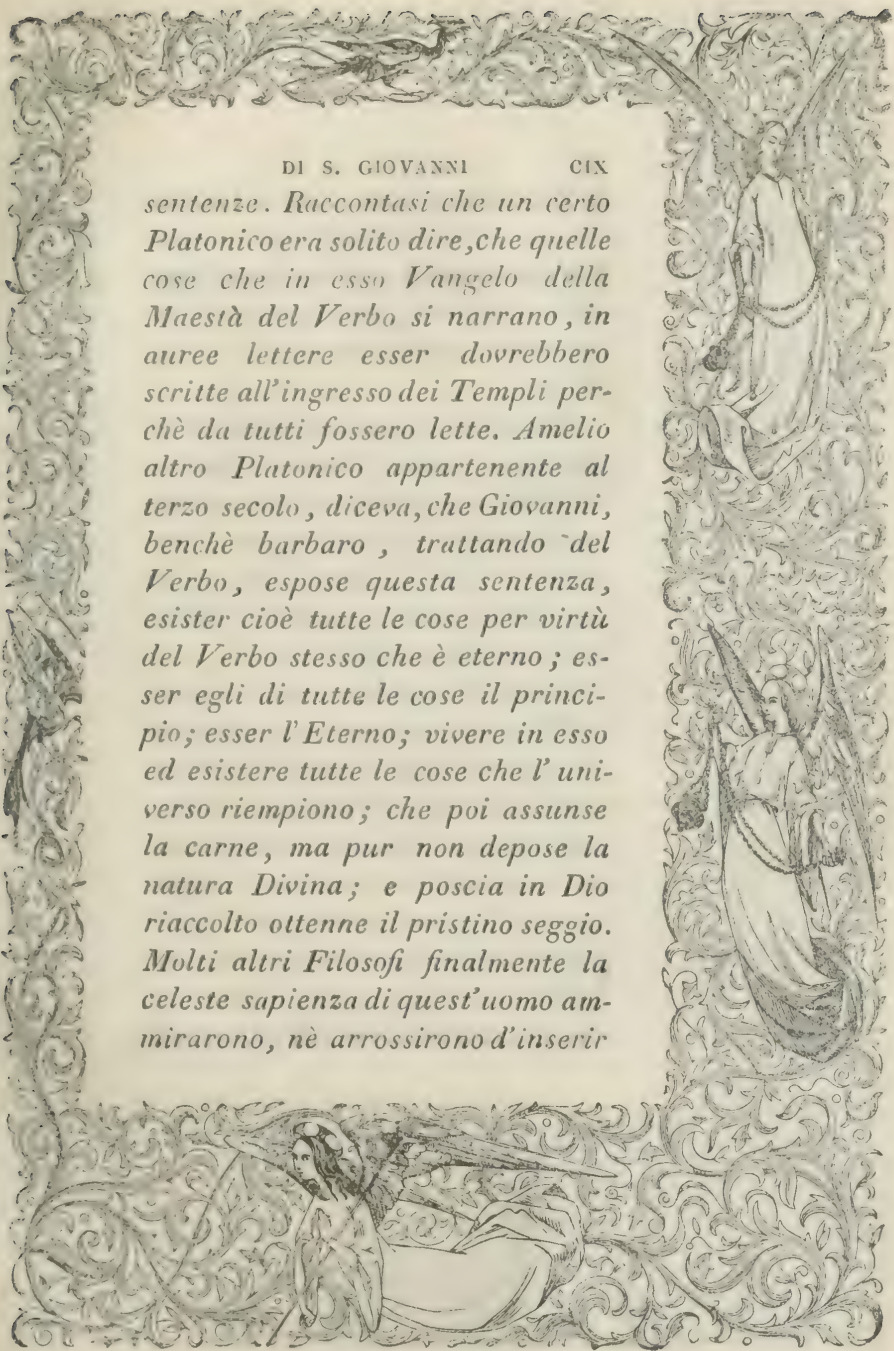 DI S. GIOVANNI CIX
sentenze. Raccontasi che un certo
Platonico era solito dire, che quelle
cose che in esso Vangelo della
Maestà del Verbo si narrano, in
auree lettere esser dovrebbero
scritte all'ingresso dei Templi per-
chè da tutti fossero lette. Amelio
altro Platonico appartenente al
terzo secolo, diceva, che Giovanni,
benchè barbaro, trattando del
Verbo, espose questa sentenza,
esister cioè tutte le cose per virtù
del Verbo stesso che è eterno; es-
ser egli di tutte le cose il princi-
pio; esser l'Eterno; vivere in esso
ed esistere tutte le cose che l'uni-
verso riempiono; che poi assunse
la carne, ma pur non depose la
natura Divina; e poscia in Dio
riaccolto ottenne il pristino seggio.
Molti altri Filosofi finalmente la
celeste sapienza di quest'uomo am-
mirarono, nè arrossirono d'inserir